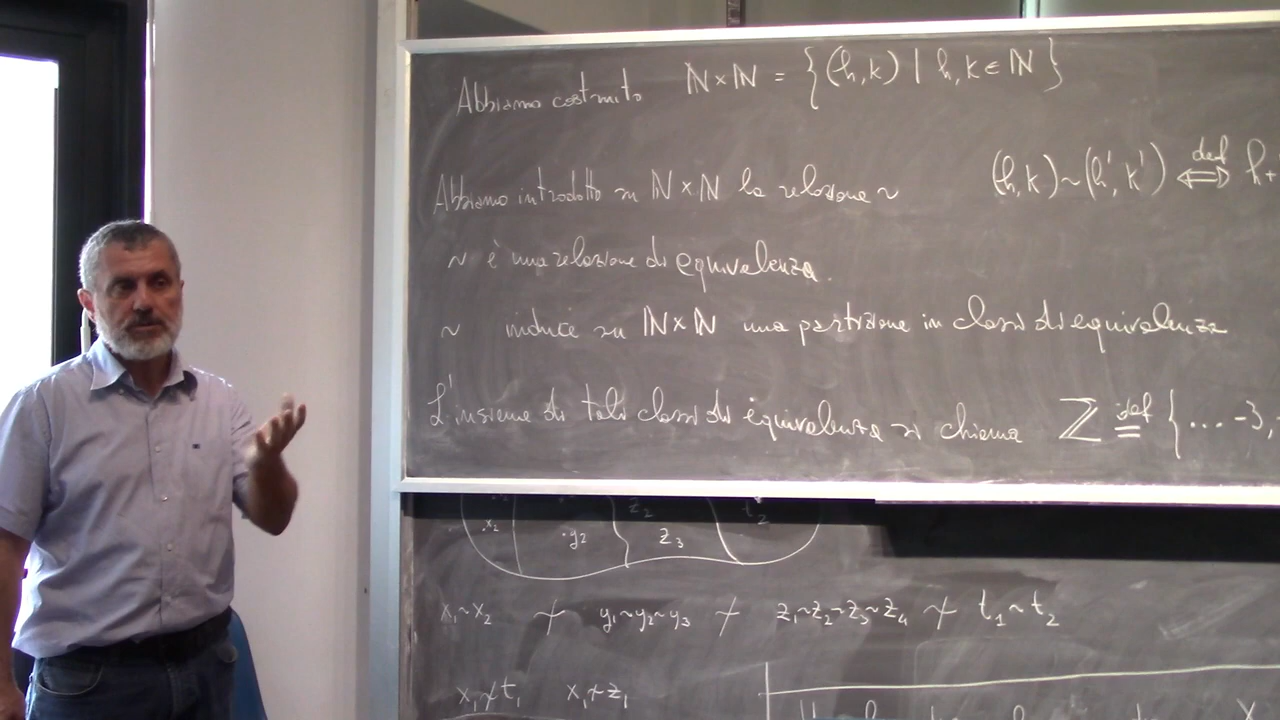 Abbiamo costruito ℕ×ℕ = {(h,k) | h,k ∈ ℕ}
Abbiamo introdotto su ℕ×ℕ la relazione ~ (h,k)~(h',k') ⇔ def h+
~ è una relazione di equivalenza.
~ induce su ℕ×ℕ una partizione in classi di equivalenza
L'insieme di tali classi di equivalenza si chiama ℤ ≝ {... -3,
z₂ t₂
.x₂ .y₂ z₃
x₁~x₂ ≁ y₁~y₂~y₃ ≁ z₁~z₂~z₃~z₄ ≁ t₁~t₂
x₁≁t₁ x₁≁z₁